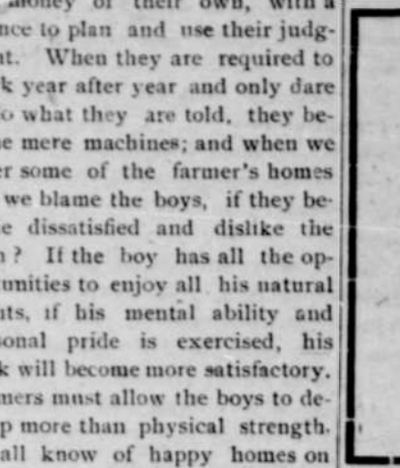 money of their own, with a
nce to plan and use their judg-
nt. When they are required to
k year after year and only dare
o what they are told, they be-
e mere machines; and when we
er some of the farmer's homes
we blame the boys, if they be-
e dissatisfied and dislike the
n? If the boy has all the op-
unities to enjoy all his natural
nts, if his mental ability and
sonal pride is exercised, his
k will become more satisfactory.
mers must allow the boys to de-
p more than physical strength.
all know of happy homes on